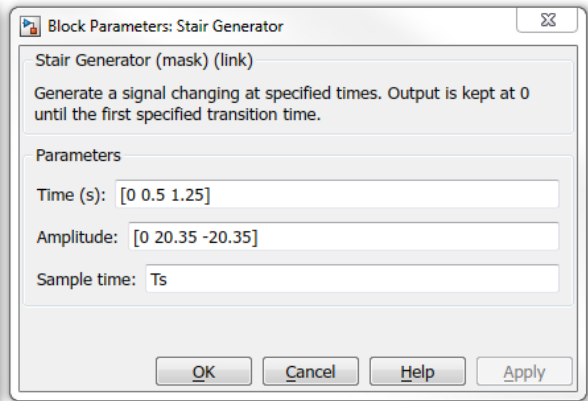 Block Parameters: Stair Generator
Stair Generator (mask) (link)
Generate a signal changing at specified times. Output is kept at 0
until the first specified transition time.
Parameters
Time (s): [0 0.5 1.25]
Amplitude: [0 20.35 -20.35]
Sample time: Ts
OK Cancel Help Apply